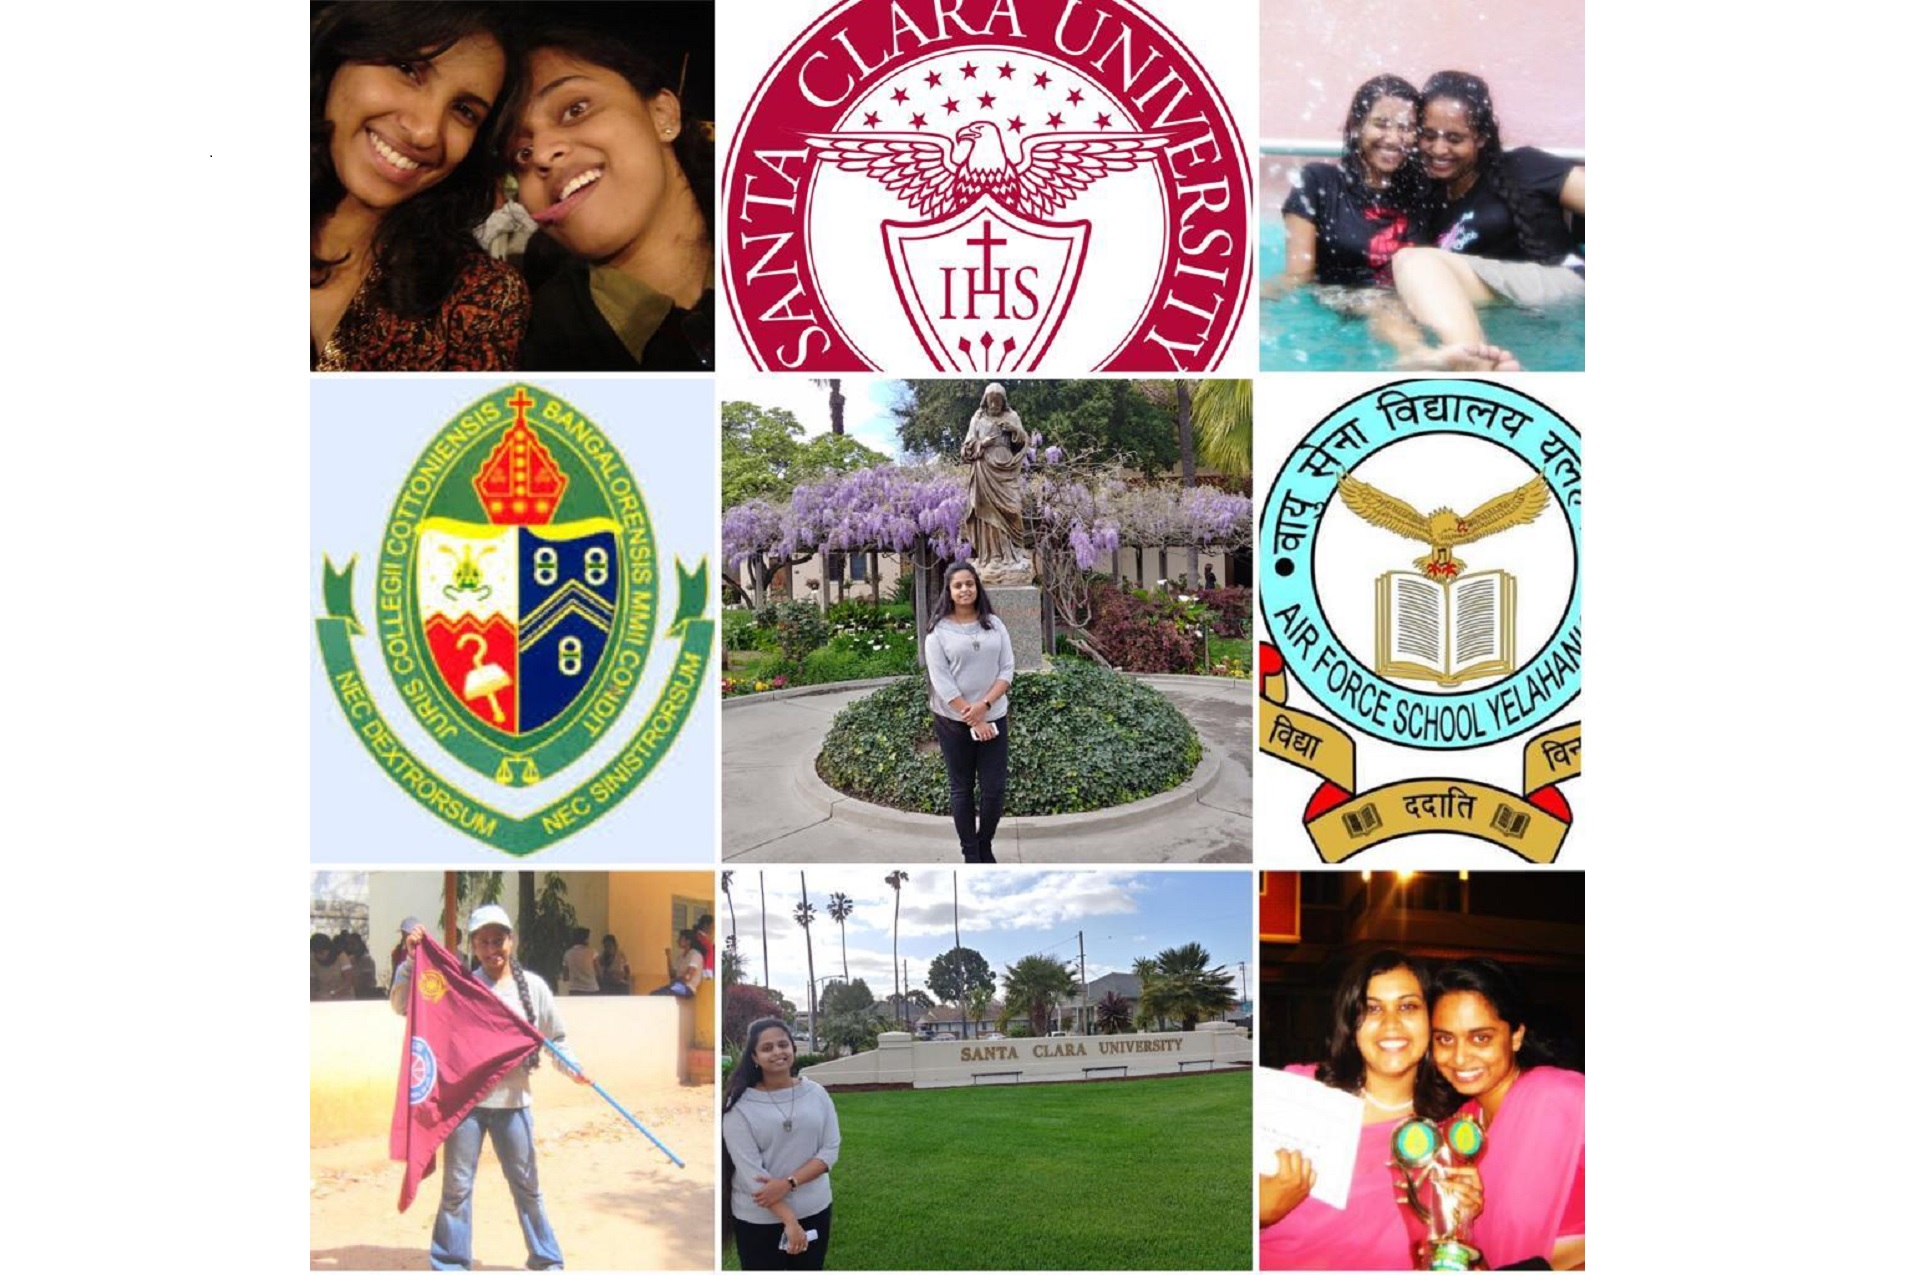 SANTA CLARA UNIVERSITY
IHS
JURIS COLLEGII COTTONIENSIS BANGALORENSIS MMII CONDIT
NEC DEXTRORSUM NEC SINISTRORSUM
वायु सेना विद्यालय
AIR FORCE SCHOOL
विद्या
ददाति
SANTA CLARA UNIVERSITY